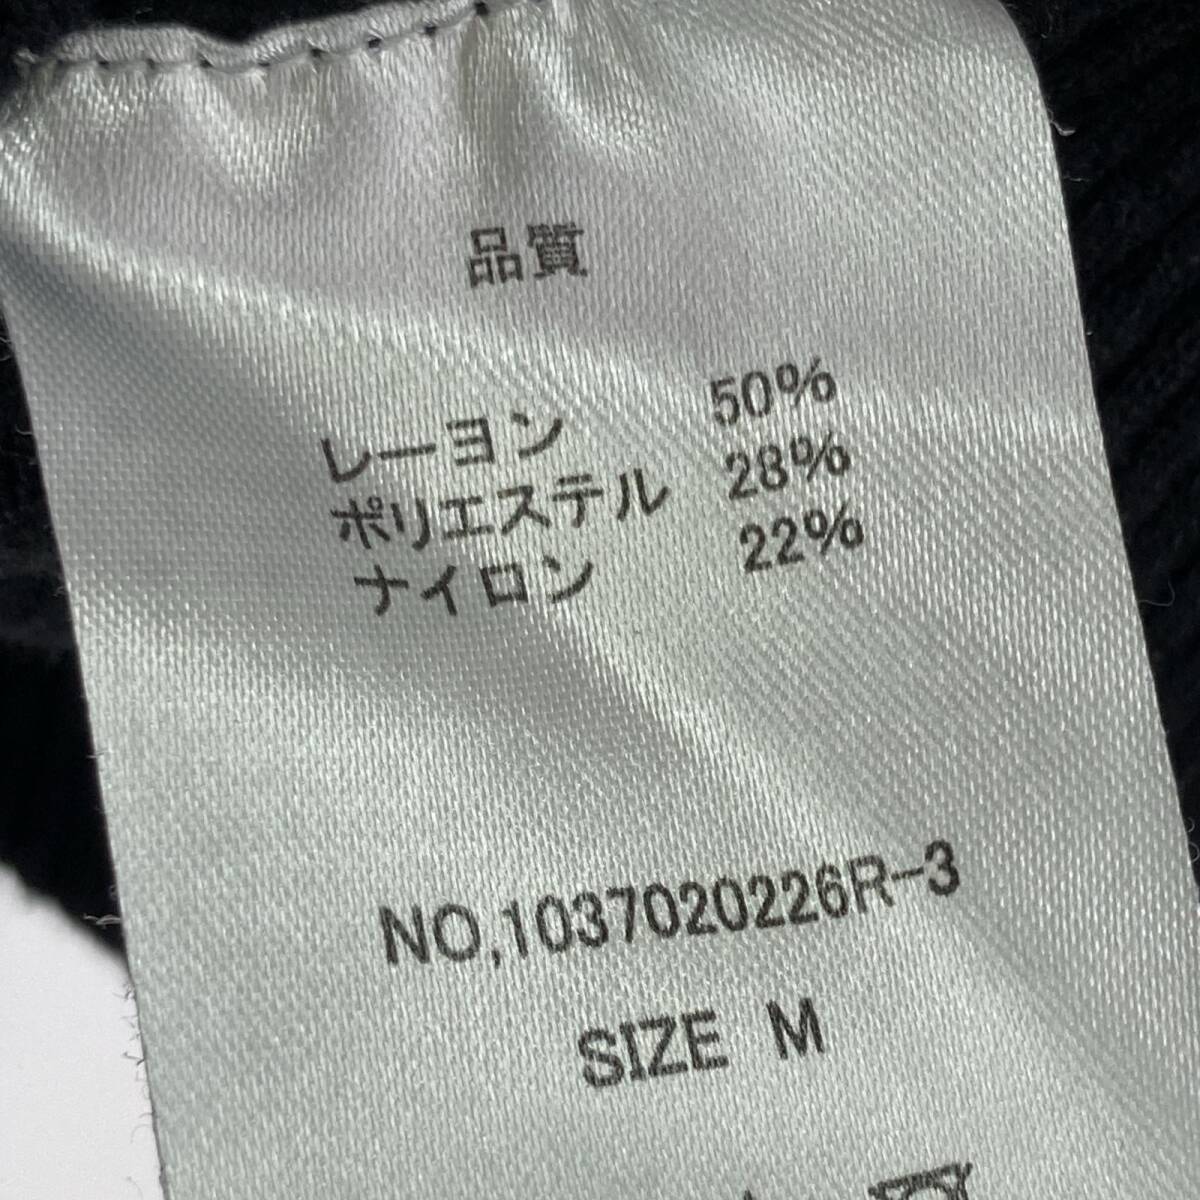 品質
レーヨン 50%
ポリエステル 28%
ナイロン 22%
NO,1037020226R-3
SIZE M